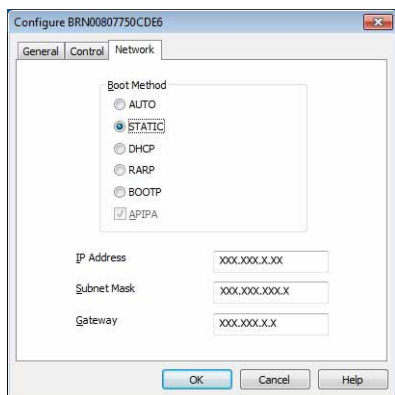 Configure BRN00807750CDE6
General Control Network
Boot Method
AUTO
STATIC
DHCP
RARP
BOOTP
APIPA
IP Address XXX.XXX.X.XX
Subnet Mask XXX.XXX.XXX.X
Gateway XXX.XXX.X.X
OK Cancel Help